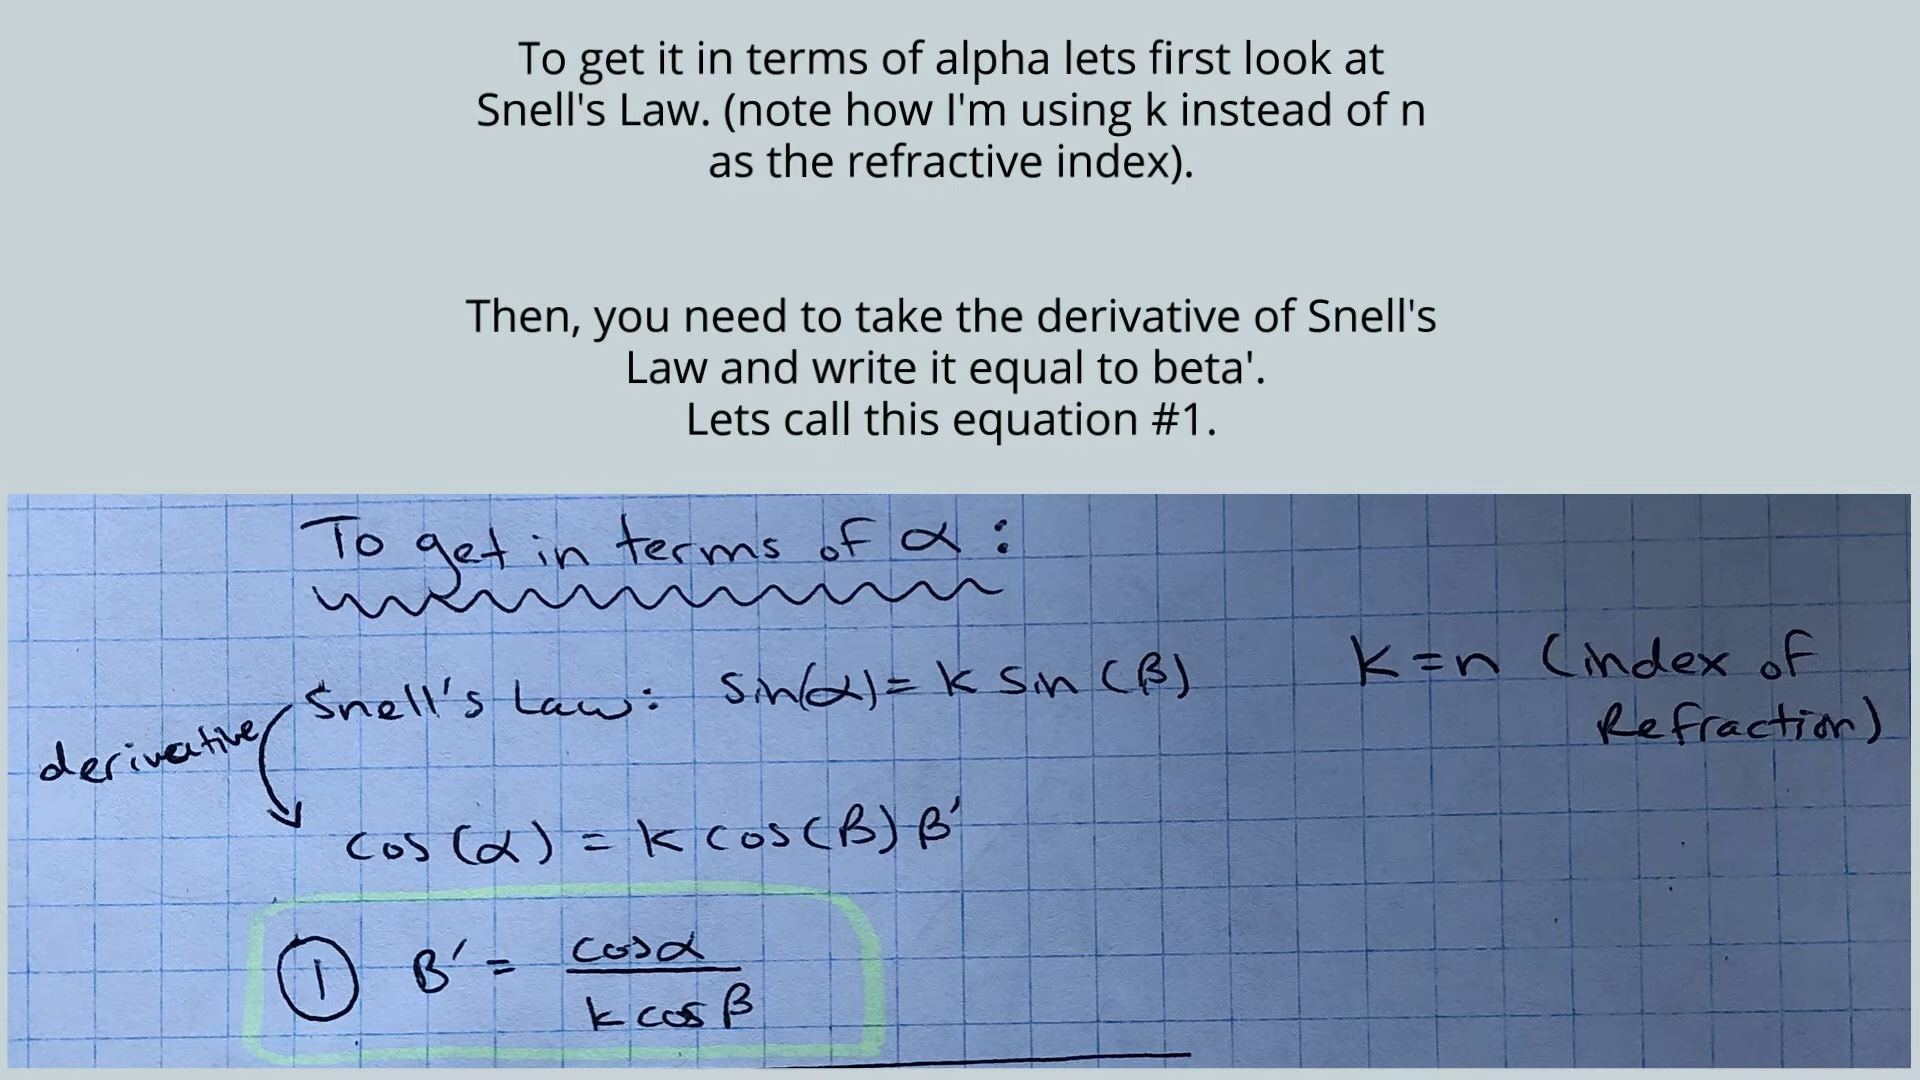 To get it in terms of alpha lets first look at
Snell's Law. (note how I'm using k instead of n
as the refractive index).
Then, you need to take the derivative of Snell's
Law and write it equal to beta'.
Lets call this equation #1.
To get in terms of α :
Snell's Law: sin(α) = k sin (β)
k = n (index of
Refraction)
derivative
cos (α) = k cos (β) β'
① B' = cosα
k cos β